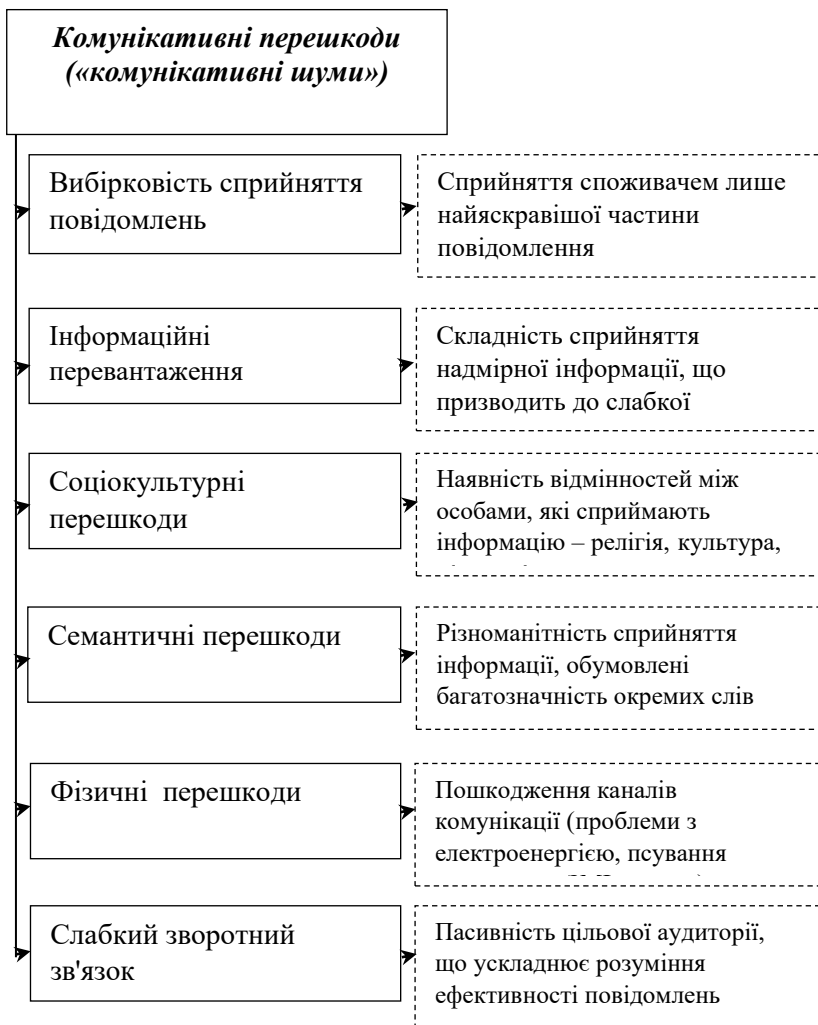 Комунікативні перешкоди
(«комунікативні шуми»)
Вибірковість сприйняття
повідомлень
Сприйняття споживачем лише
найяскравішої частини
повідомлення
Інформаційні
перевантаження
Складність сприйняття
надмірної інформації, що
призводить до слабкої
Соціокультурні
перешкоди
Наявність відмінностей між
особами, які сприймають
інформацію – релігія, культура,
Семантичні перешкоди
Різноманітність сприйняття
інформації, обумовлені
багатозначність окремих слів
Фізичні перешкоди
Пошкодження каналів
комунікації (проблеми з
електроенергією, псування
Слабкий зворотний
зв'язок
Пасивність цільової аудиторії,
що ускладнює розуміння
ефективності повідомлень